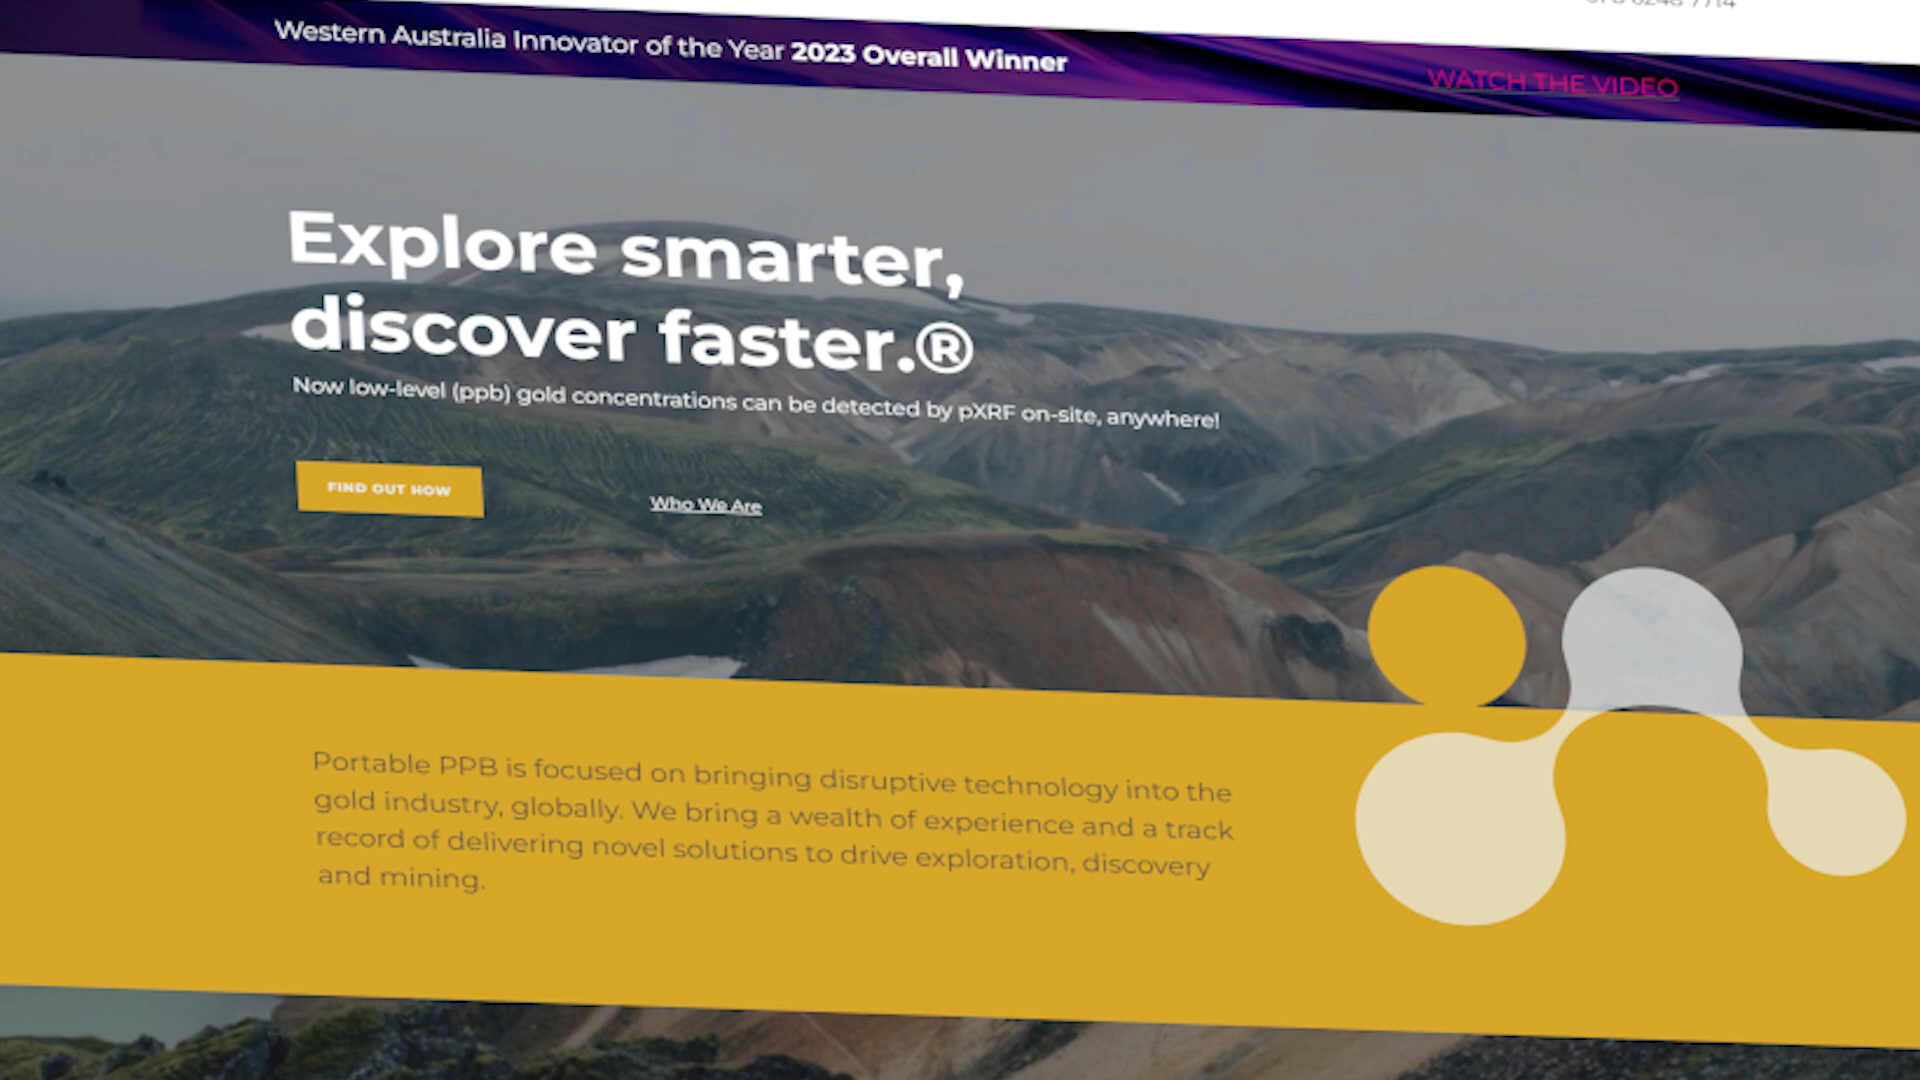 Western Australia Innovator of the Year 2023 Overall Winner
WATCH THE VIDEO
Explore smarter,
discover faster.®
Now low-level (ppb) gold concentrations can be detected by pXRF on-site, anywhere!
FIND OUT HOW
Who We Are
Portable PPB is focused on bringing disruptive technology into the
gold industry, globally. We bring a wealth of experience and a track
record of delivering novel solutions to drive exploration, discovery
and mining.